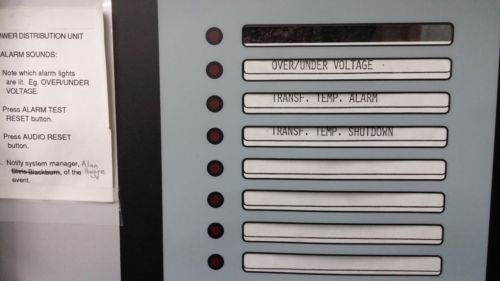 OWER DISTRIBUTION UNIT
ALARM SOUNDS:
Note which alarm lights
are lit. Eg. OVER/UNDER
VOLTAGE.
Press ALARM TEST
RESET button.
Press AUDIO RESET
button.
Notify system manager, Alan
Chris Blackburn, of the
event.
OVER/UNDER VOLTAGE
TRANSF. TEMP. ALARM
TRANSF. TEMP. SHUTDOWN